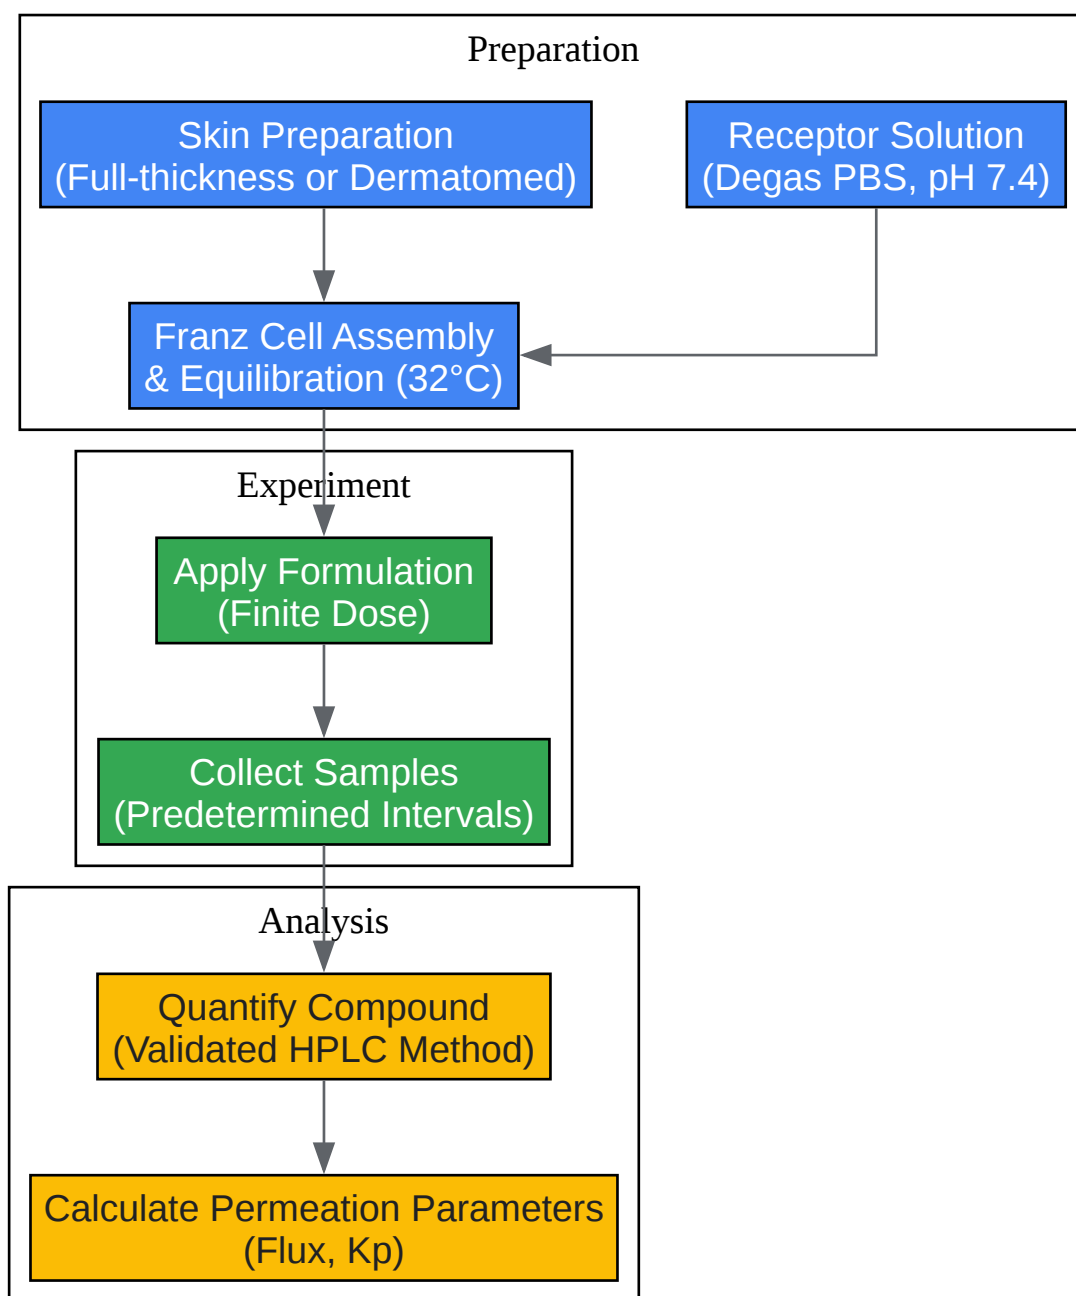 Preparation
Skin Preparation
(Full-thickness or Dermatomed)
Receptor Solution
(Degas PBS, pH 7.4)
Franz Cell Assembly
& Equilibration (32°C)
Experiment
Apply Formulation
(Finite Dose)
Collect Samples
(Predetermined Intervals)
Analysis
Quantify Compound
(Validated HPLC Method)
Calculate Permeation Parameters
(Flux, Kp)